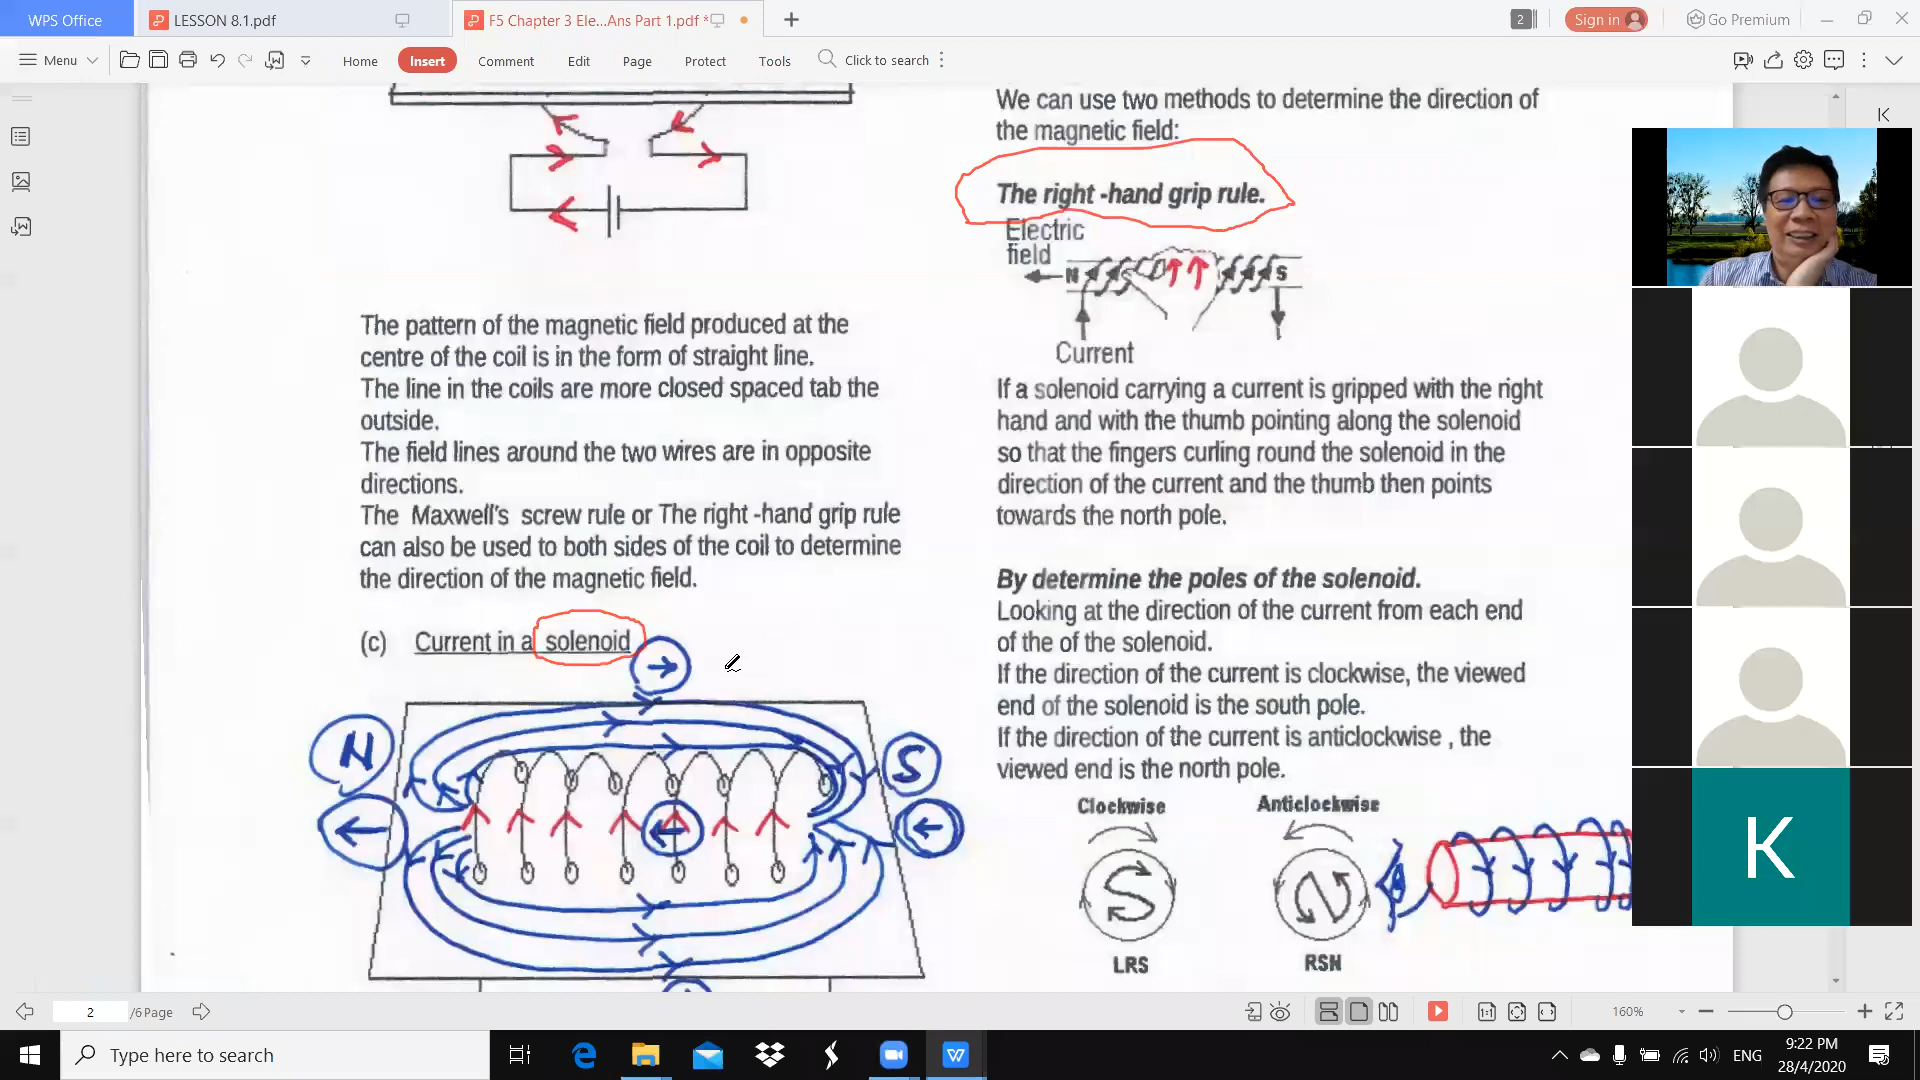 WPS Office
LESSON 8.1.pdf
F5 Chapter 3 Ele...Ans Part 1.pdf *
2
Sign in
Go Premium
Menu
Home
Insert
Comment
Edit
Page
Protect
Tools
Click to search
The pattern of the magnetic field produced at the
centre of the coil is in the form of straight line.
The line in the coils are more closed spaced tab the
outside.
The field lines around the two wires are in opposite
directions.
The Maxwell's screw rule or The right -hand grip rule
can also be used to both sides of the coil to determine
the direction of the magnetic field.
(c) Current in a solenoid
N
S
We can use two methods to determine the direction of
the magnetic field:
The right -hand grip rule.
Electric
field
N
S
Current
If a solenoid carrying a current is gripped with the right
hand and with the thumb pointing along the solenoid
so that the fingers curling round the solenoid in the
direction of the current and the thumb then points
towards the north pole.
By determine the poles of the solenoid.
Looking at the direction of the current from each end
of the of the solenoid.
If the direction of the current is clockwise, the viewed
end of the solenoid is the south pole.
If the direction of the current is anticlockwise , the
viewed end is the north pole.
Clockwise
Anticlockwise
S
N
LRS
RSN
K
2
/6Page
1:1
160%
Type here to search
ENG
9:22 PM
28/4/2020